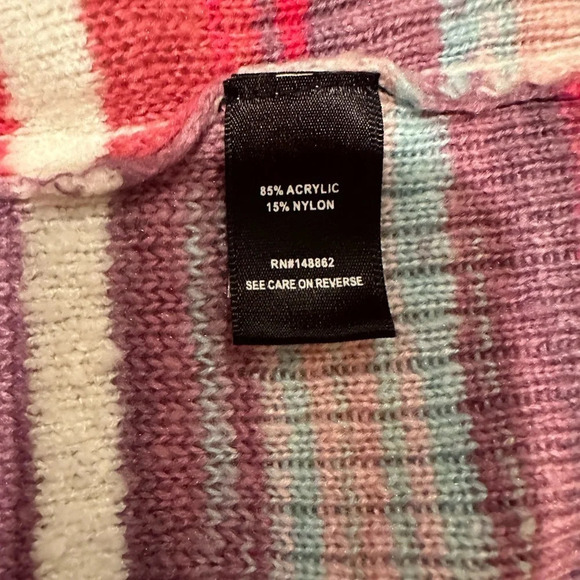 85% ACRYLIC
15% NYLON
RN#148862
SEE CARE ON REVERSE